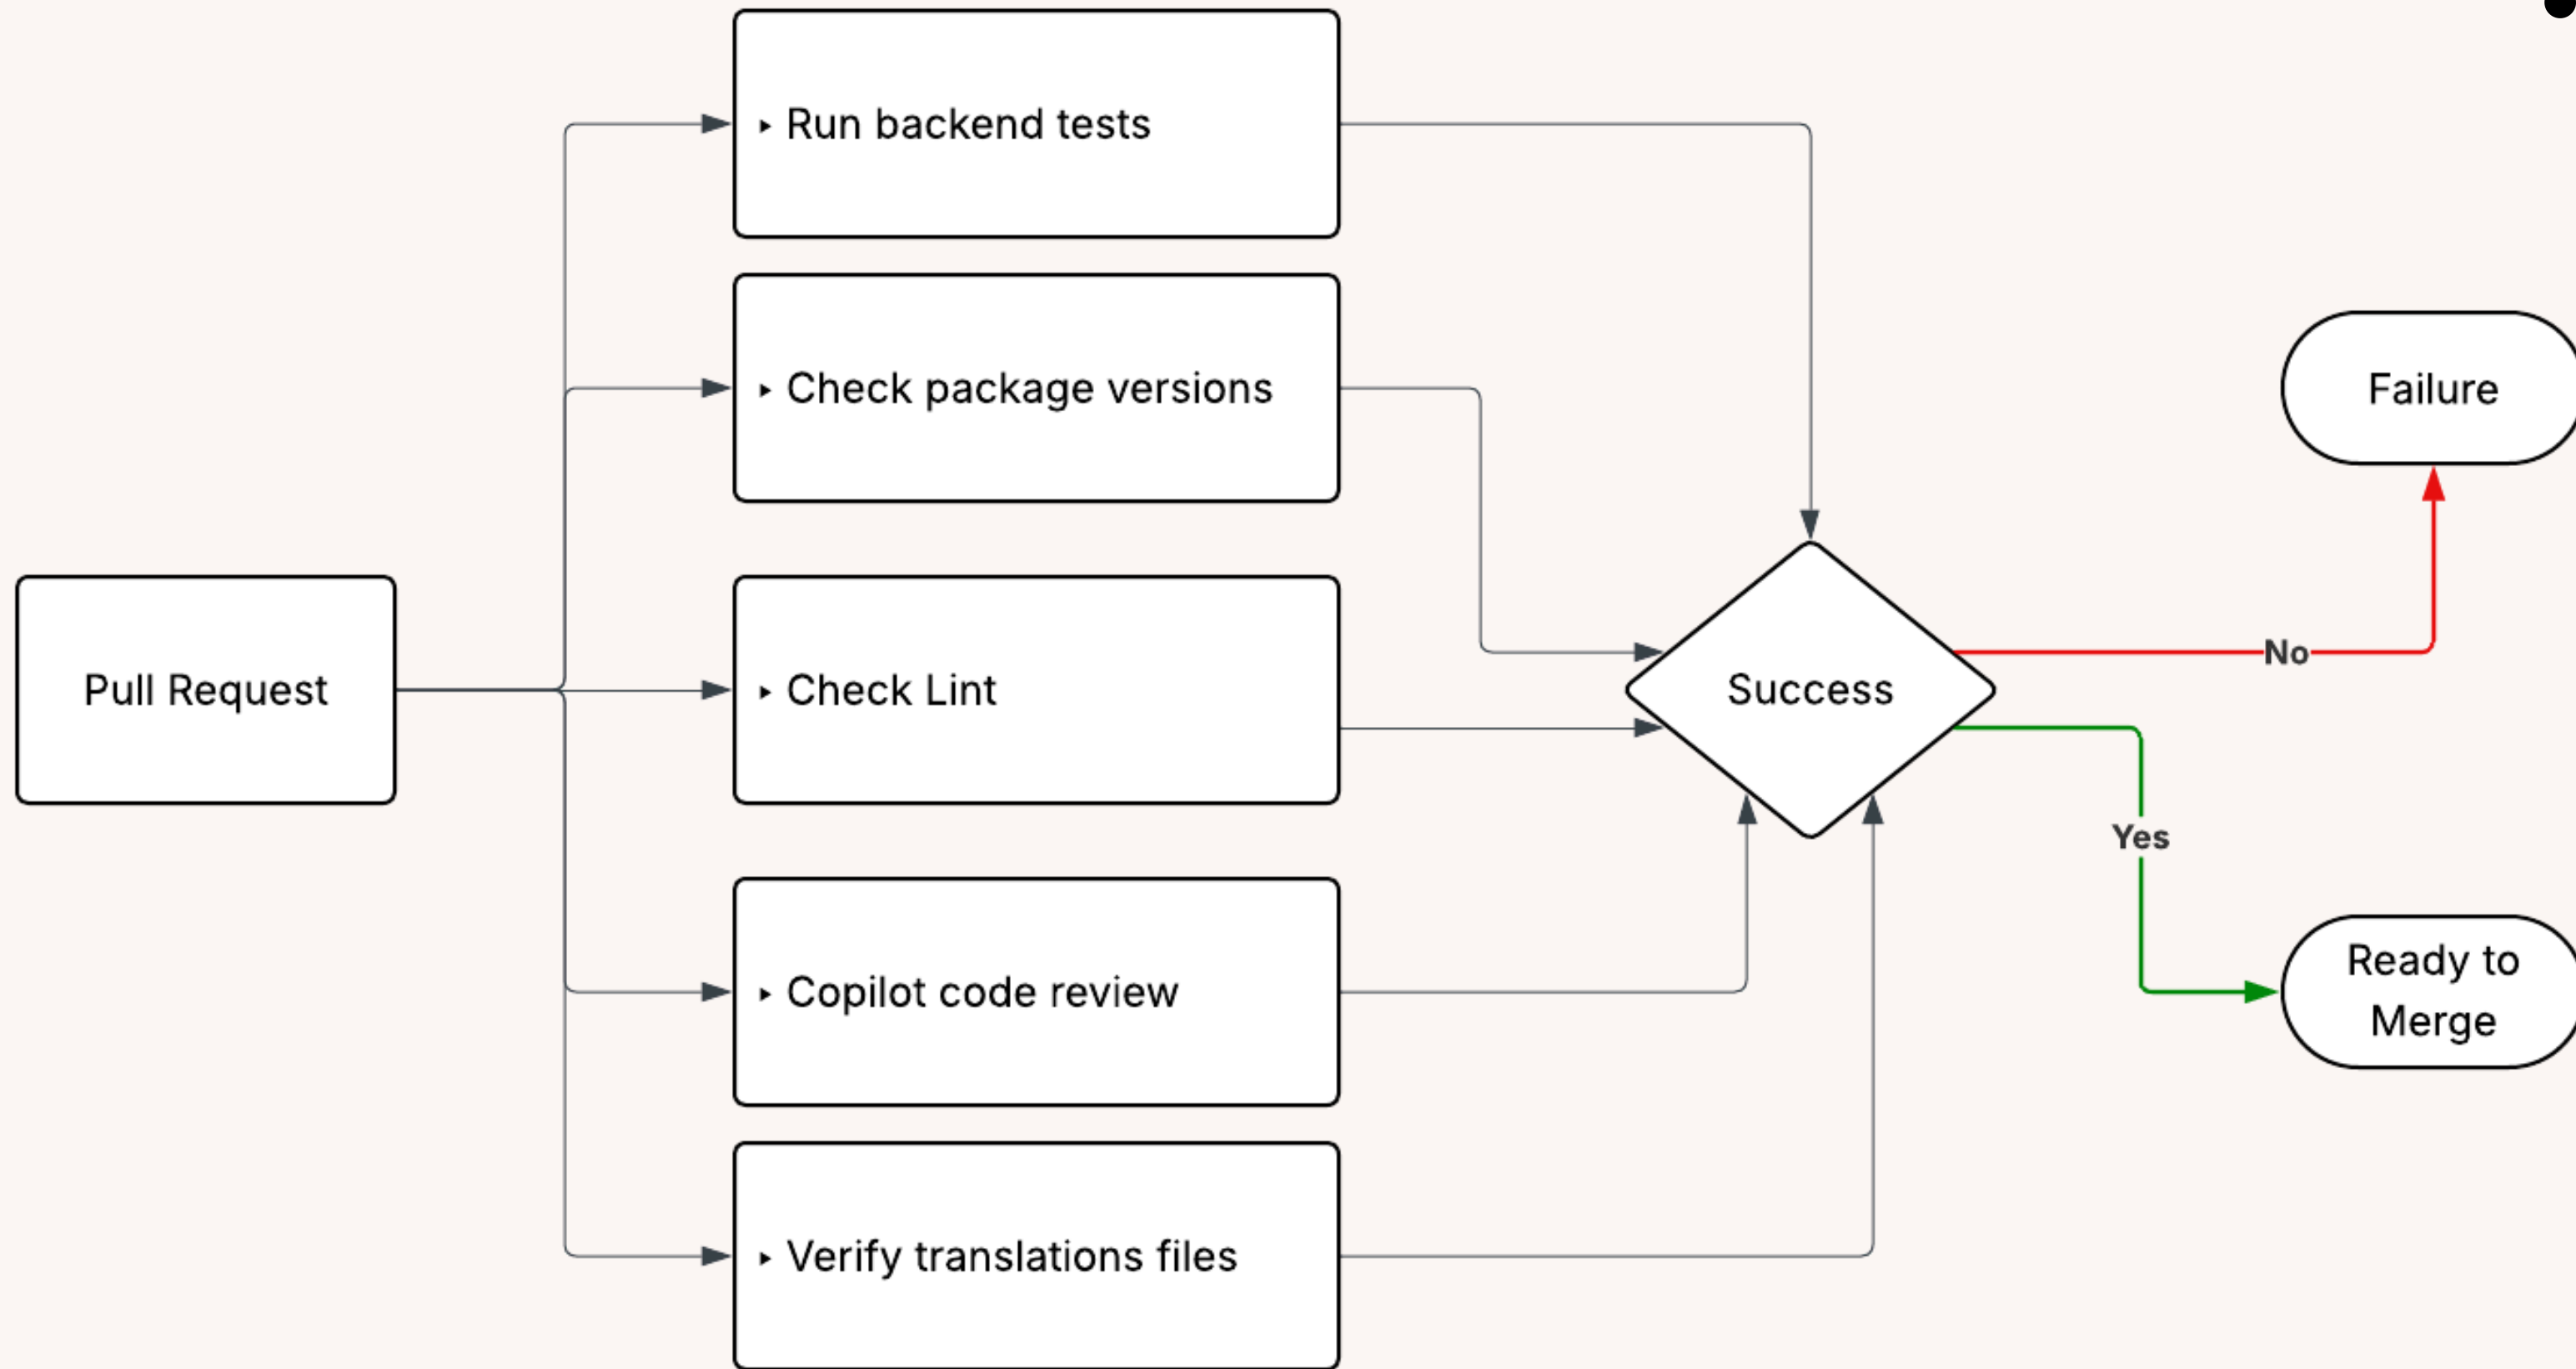 ▸ Run backend tests
▸ Check package versions
Failure
No
Pull Request
▸ Check Lint
Success
Yes
▸ Copilot code review
Ready to
Merge
▸ Verify translations files